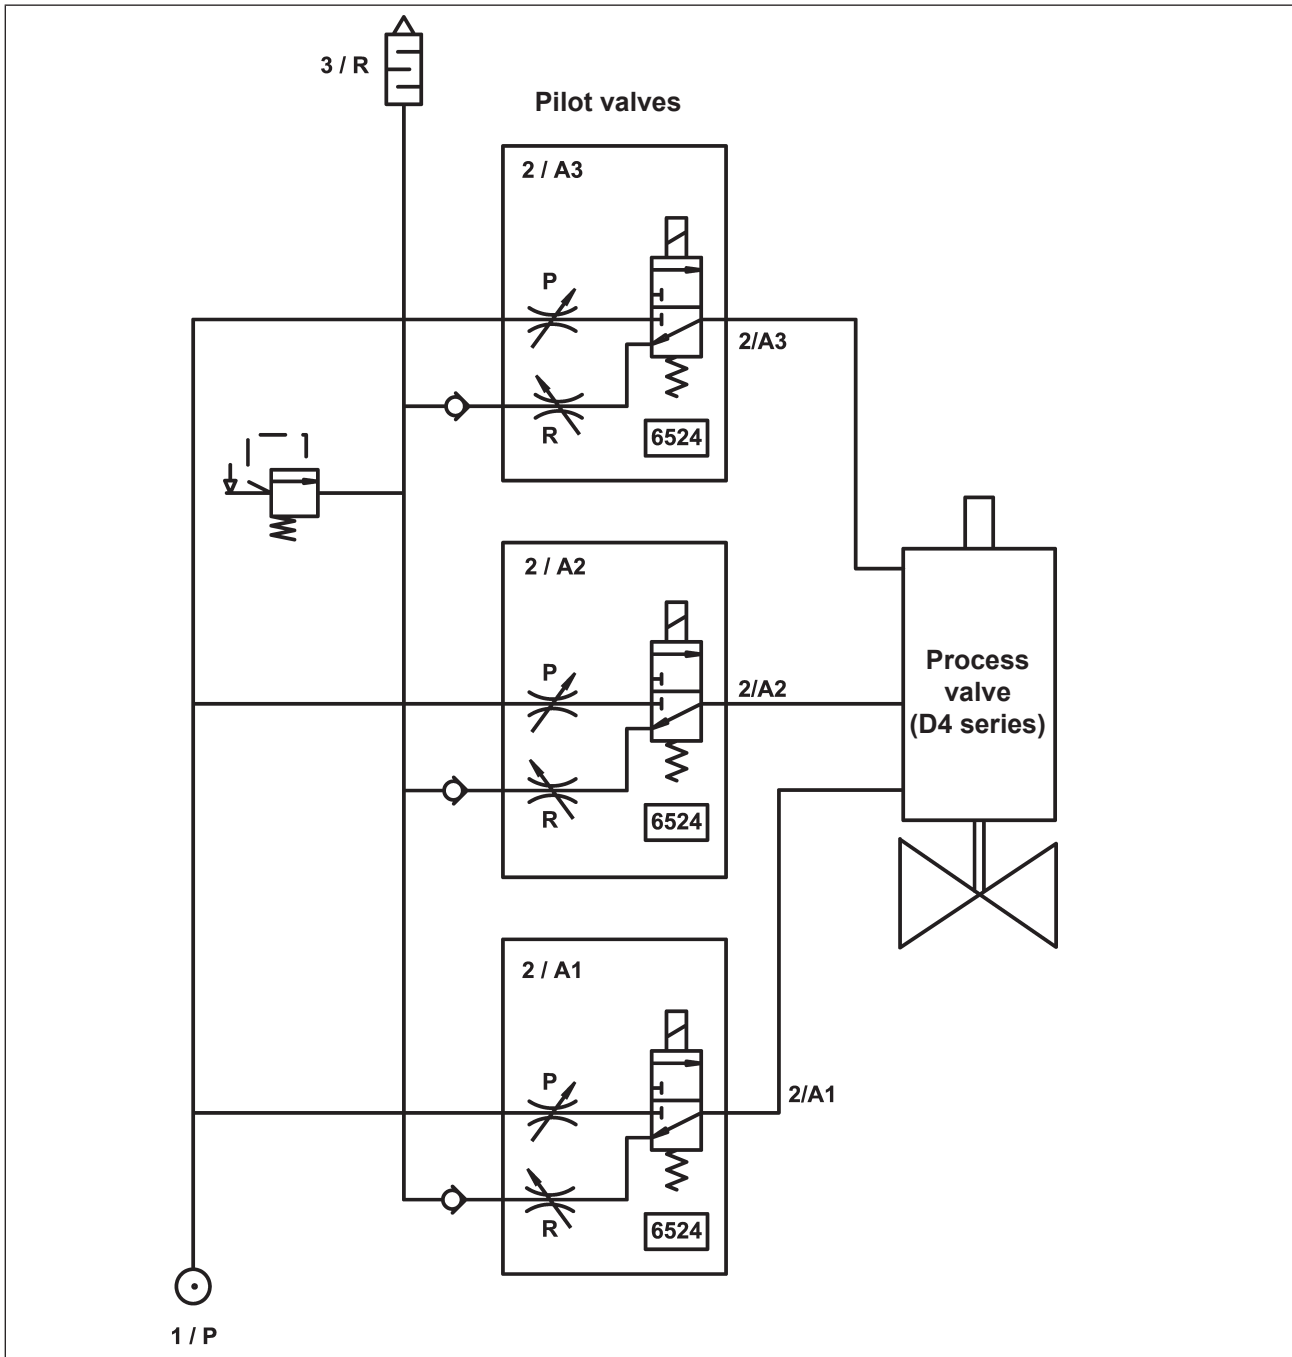 3 / R
Pilot valves
2 / A3
P
2/A3
R
6524
2 / A2
P
2/A2
R
6524
Process
valve
(D4 series)
2 / A1
P
2/A1
R
6524
1 / P